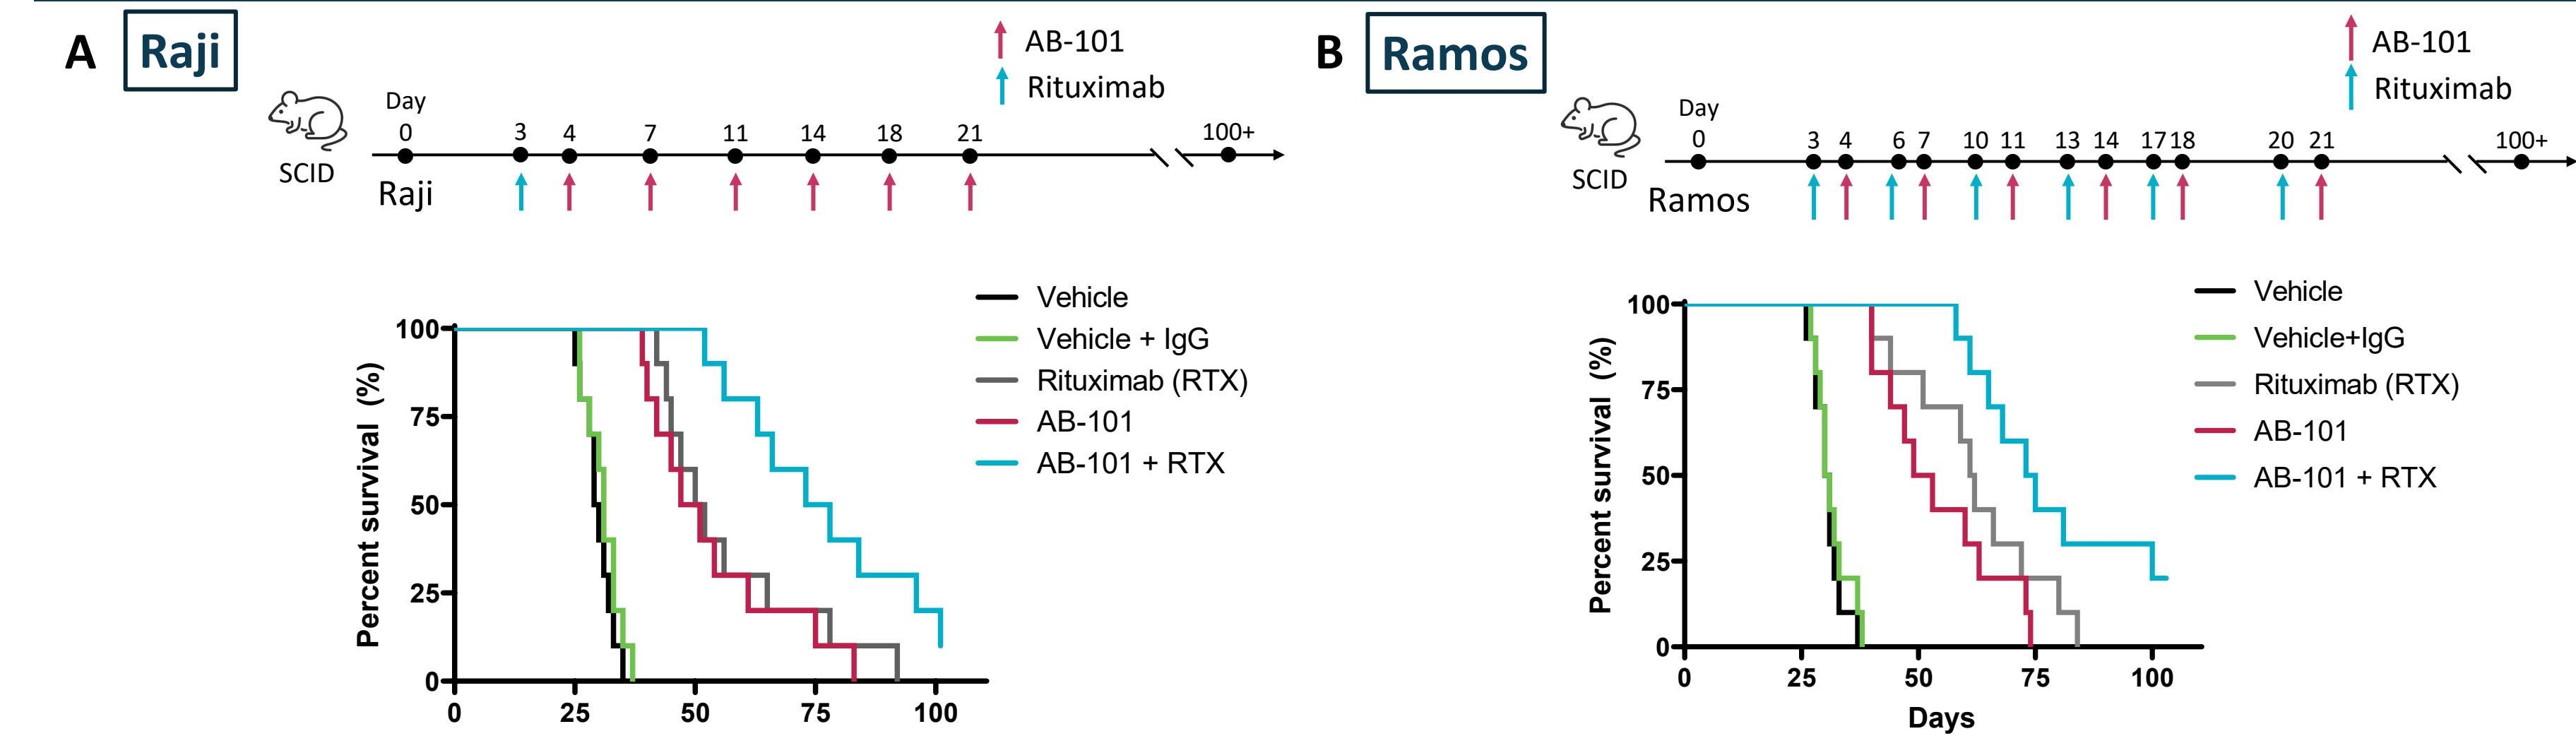 A Raji
AB-101
Rituximab
Day
0 3 4 7 11 14 18 21 100+
SCID
Raji
Vehicle
Vehicle + IgG
Rituximab (RTX)
AB-101
AB-101 + RTX
Percent survival (%)
100
75
50
25
0
0 25 50 75 100
B Ramos
AB-101
Rituximab
Day
0 3 4 6 7 10 11 13 14 17 18 20 21 100+
SCID
Ramos
Vehicle
Vehicle+IgG
Rituximab (RTX)
AB-101
AB-101 + RTX
Percent survival (%)
100
75
50
25
0
0 25 50 75 100
Days